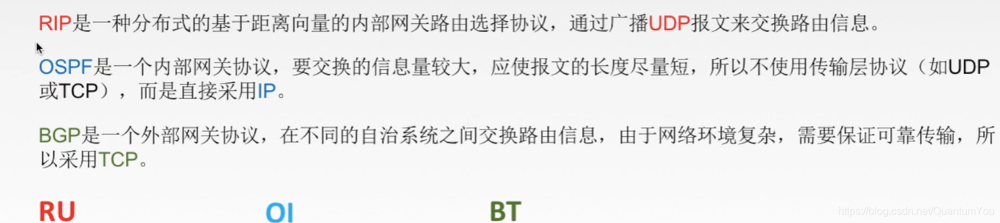 RIP是一种分布式的基于距离向量的内部网关路由选择协议，通过广播UDP报文来交换路由信息。
OSPF是一个内部网关协议，要交换的信息量较大，应使报文的长度尽量短，所以不使用传输层协议（如UDP
或TCP），而是直接采用IP。
BGP是一个外部网关协议，在不同的自治系统之间交换路由信息，由于网络环境复杂，需要保证可靠传输，所
以采用TCP。
RU OI BT
https://blog.csdn.net/QuantumYou